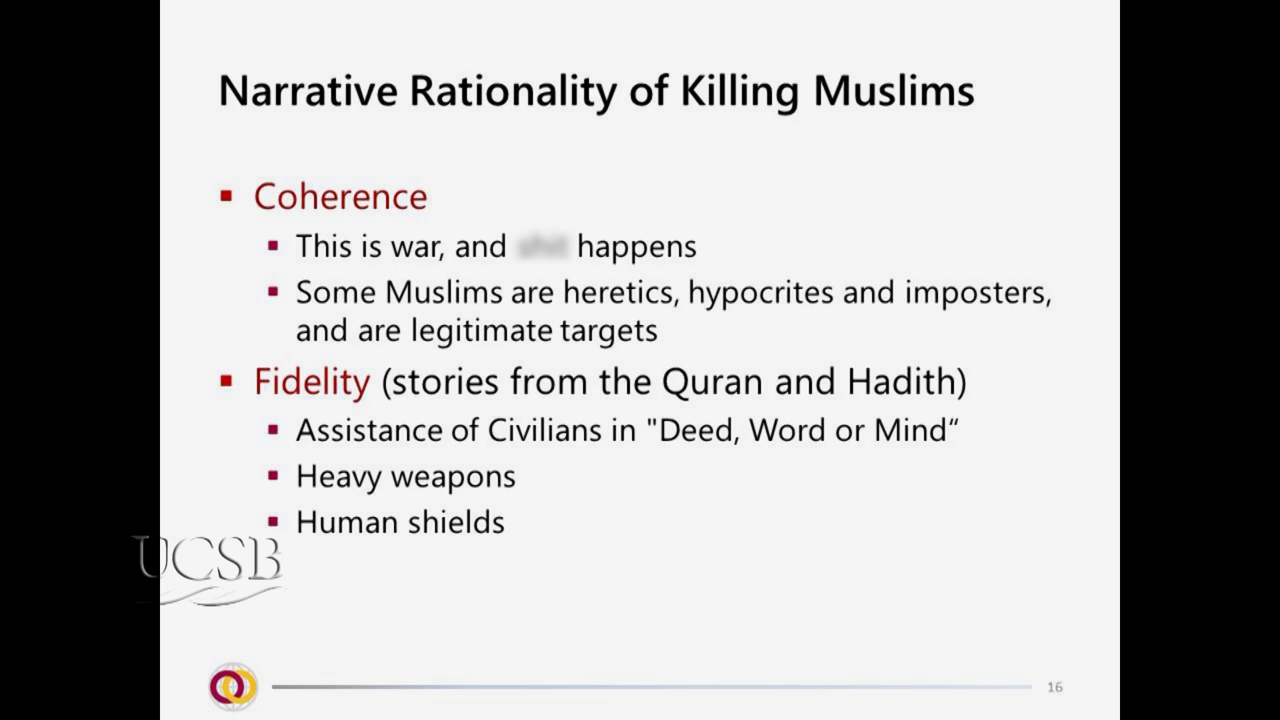 Narrative Rationality of Killing Muslims
▪ Coherence
▪ This is war, and happens
▪ Some Muslims are heretics, hypocrites and imposters,
and are legitimate targets
▪ Fidelity (stories from the Quran and Hadith)
▪ Assistance of Civilians in "Deed, Word or Mind“
▪ Heavy weapons
▪ Human shields
UCSB
16